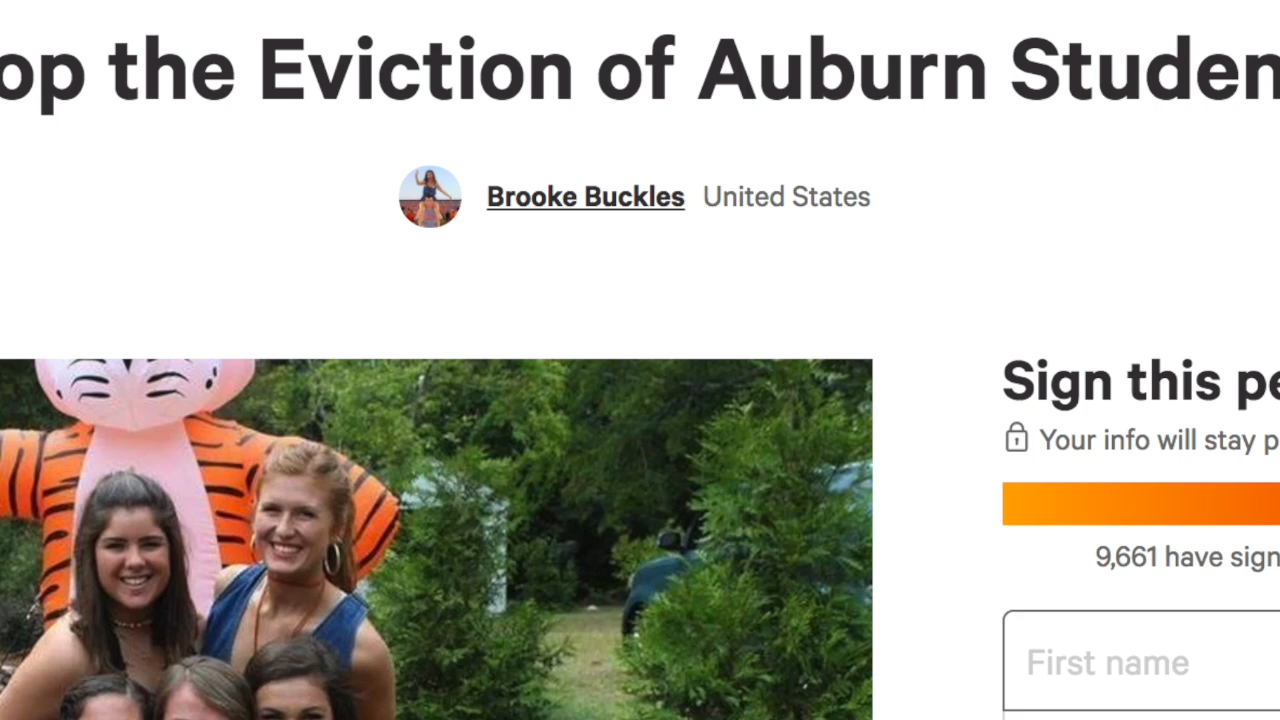 op the Eviction of Auburn Studen
Brooke Buckles United States
Sign this pe
Your info will stay p
9,661 have sign
First name